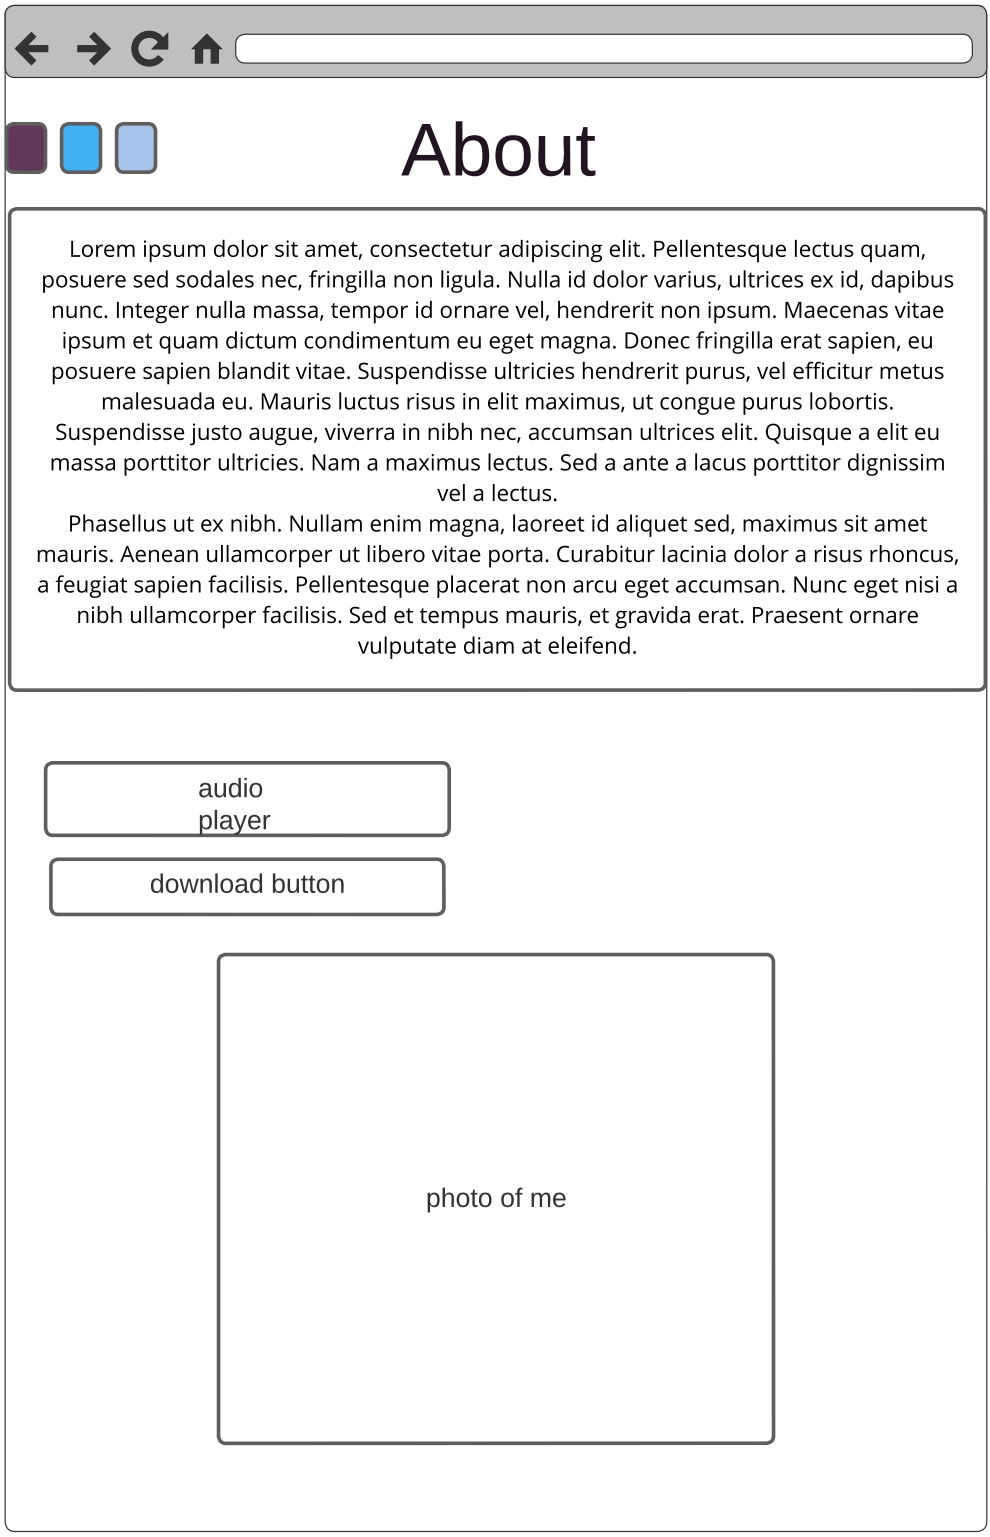 About
Lorem ipsum dolor sit amet, consectetur adipiscing elit. Pellentesque lectus quam,
posuere sed sodales nec, fringilla non ligula. Nulla id dolor varius, ultrices ex id, dapibus
nunc. Integer nulla massa, tempor id ornare vel, hendrerit non ipsum. Maecenas vitae
ipsum et quam dictum condimentum eu eget magna. Donec fringilla erat sapien, eu
posuere sapien blandit vitae. Suspendisse ultricies hendrerit purus, vel efficitur metus
malesuada eu. Mauris luctus risus in elit maximus, ut congue purus lobortis.
Suspendisse justo augue, viverra in nibh nec, accumsan ultrices elit. Quisque a elit eu
massa porttitor ultricies. Nam a maximus lectus. Sed a ante a lacus porttitor dignissim
vel a lectus.
Phasellus ut ex nibh. Nullam enim magna, laoreet id aliquet sed, maximus sit amet
mauris. Aenean ullamcorper ut libero vitae porta. Curabitur lacinia dolor a risus rhoncus,
a feugiat sapien facilisis. Pellentesque placerat non arcu eget accumsan. Nunc eget nisi a
nibh ullamcorper facilisis. Sed et tempus mauris, et gravida erat. Praesent ornare
vulputate diam at eleifend.
audio
player
download button
photo of me